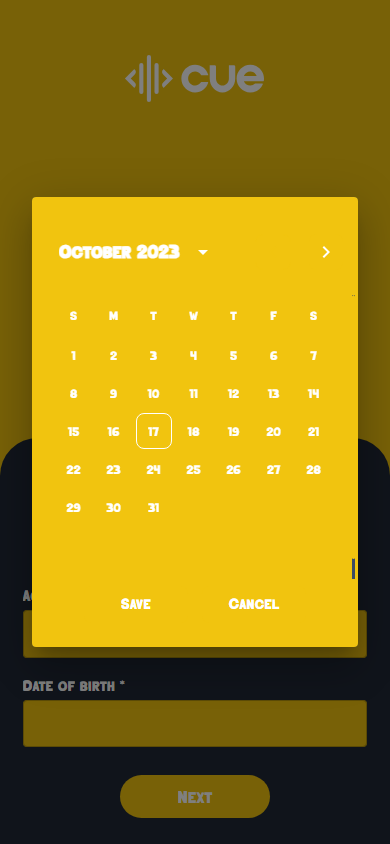 cue
October 2023
S M T W T F S
1 2 3 4 5 6 7
8 9 10 11 12 13 14
15 16 17 18 19 20 21
22 23 24 25 26 27 28
29 30 31
Save Cancel
Date of birth *
Next